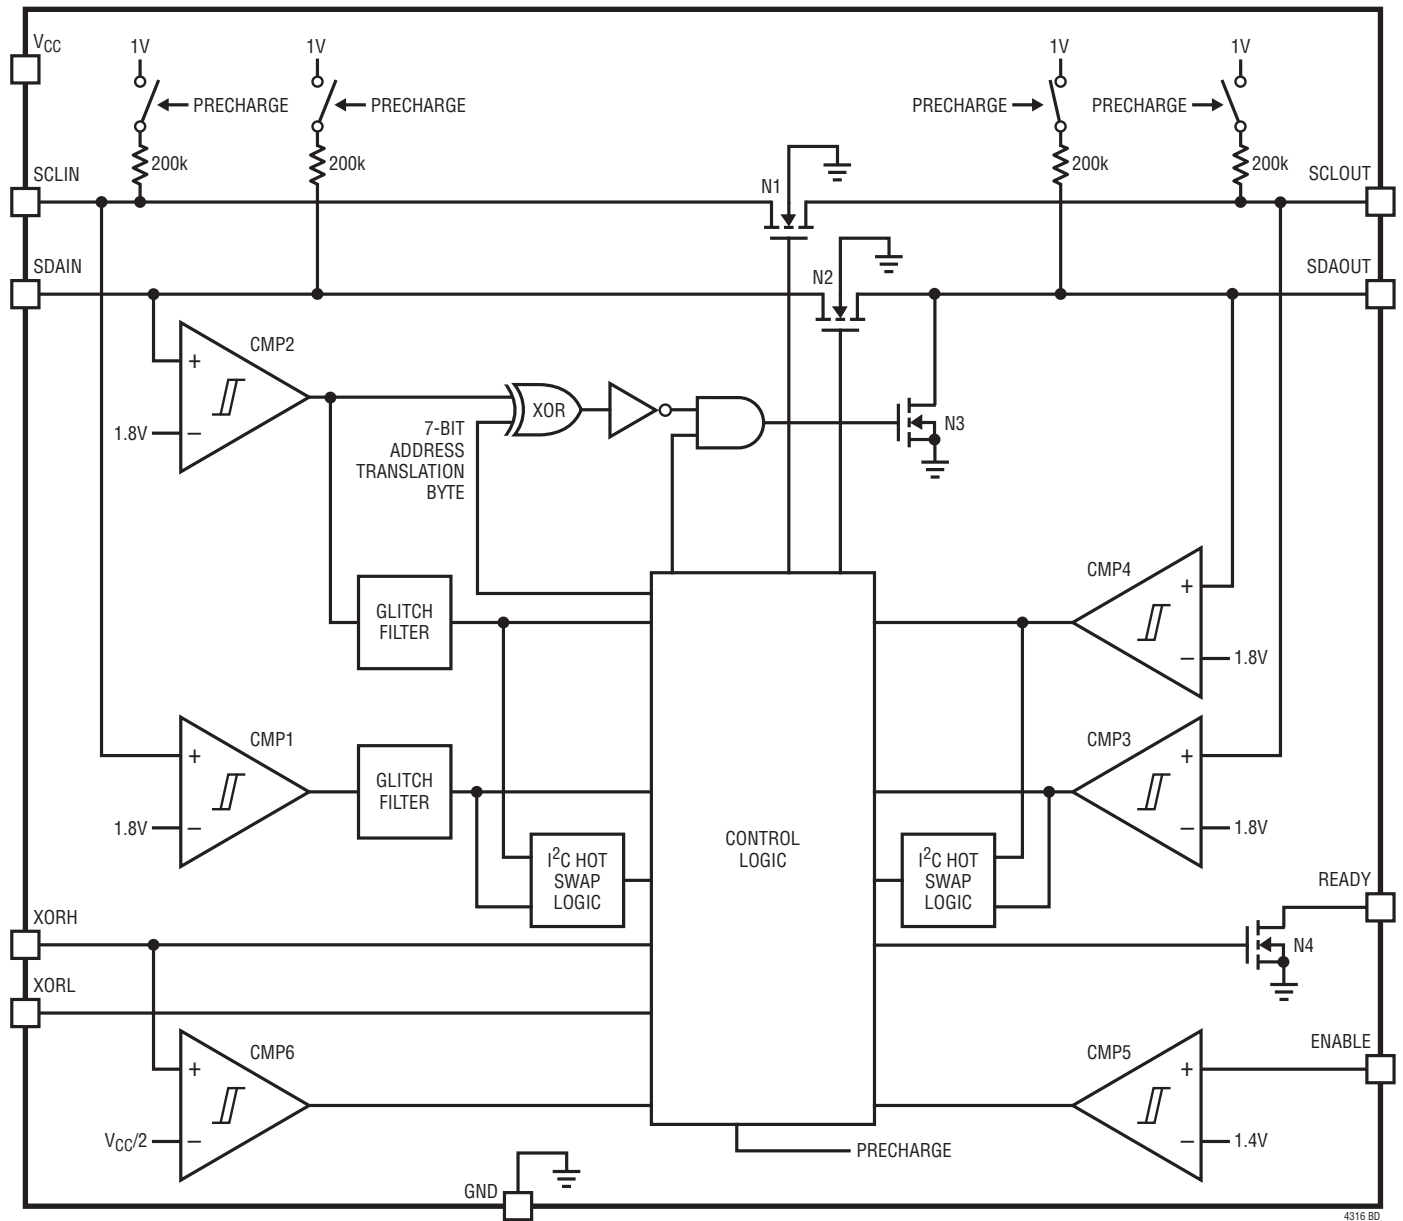 VCC
1V
1V
1V
1V
PRECHARGE
PRECHARGE
PRECHARGE
PRECHARGE
200k
200k
200k
200k
SCLIN
N1
SCLOUT
SDAIN
N2
SDAOUT
CMP2
+
1.8V
−
XOR
7-BIT
ADDRESS
TRANSLATION
BYTE
N3
GLITCH
FILTER
CMP4
+
−
1.8V
CMP1
+
1.8V
−
GLITCH
FILTER
CMP3
+
−
1.8V
CONTROL
LOGIC
I2C HOT
SWAP
LOGIC
I2C HOT
SWAP
LOGIC
READY
XORH
N4
XORL
CMP6
+
VCC/2
−
CMP5
+
−
1.4V
ENABLE
PRECHARGE
GND
4316 BD